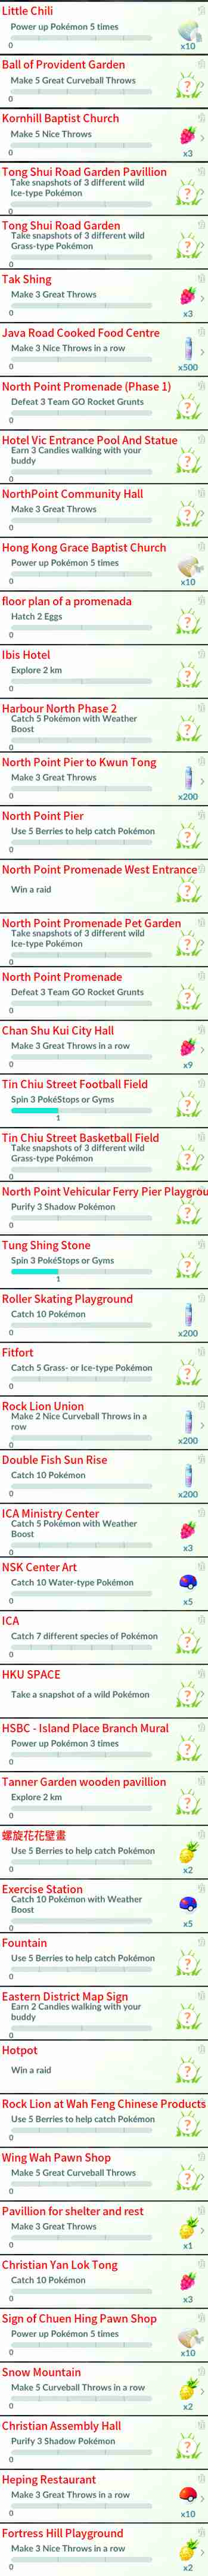 Little Chili
Power up Pokémon 5 times
0
x10
Ball of Provident Garden
Make 5 Great Curveball Throws
0
?
Kornhill Baptist Church
Make 5 Nice Throws
0
x3
Tong Shui Road Garden Pavillion
Take snapshots of 3 different wild
Ice-type Pokémon
0
?
Tong Shui Road Garden
Take snapshots of 3 different wild
Grass-type Pokémon
0
?
Tak Shing
Make 3 Great Throws
0
x3
Java Road Cooked Food Centre
Make 3 Nice Throws in a row
0
x500
North Point Promenade (Phase 1)
Defeat 3 Team GO Rocket Grunts
0
?
Hotel Vic Entrance Pool And Statue
Earn 3 Candies walking with your
buddy
0
?
NorthPoint Community Hall
Make 3 Great Throws
0
?
Hong Kong Grace Baptist Church
Power up Pokémon 5 times
0
x10
floor plan of a promenada
Hatch 2 Eggs
0
?
Ibis Hotel
Explore 2 km
0
?
Harbour North Phase 2
Catch 5 Pokémon with Weather
Boost
0
?
North Point Pier to Kwun Tong
Make 3 Great Throws
0
x200
North Point Pier
Use 5 Berries to help catch Pokémon
0
?
North Point Promenade West Entrance
Win a raid
?
North Point Promenade Pet Garden
Take snapshots of 3 different wild
Ice-type Pokémon
0
?
North Point Promenade
Defeat 3 Team GO Rocket Grunts
0
?
Chan Shu Kui City Hall
Make 3 Great Throws in a row
0
x9
Tin Chiu Street Football Field
Spin 3 PokéStops or Gyms
1
?
Tin Chiu Street Basketball Field
Take snapshots of 3 different wild
Grass-type Pokémon
0
?
North Point Vehicular Ferry Pier Playgrou
Purify 3 Shadow Pokémon
0
?
Tung Shing Stone
Spin 3 PokéStops or Gyms
1
?
Roller Skating Playground
Catch 10 Pokémon
0
x200
Fitfort
Catch 5 Grass- or Ice-type Pokémon
0
?
Rock Lion Union
Make 2 Nice Curveball Throws in a
row
0
x200
Double Fish Sun Rise
Catch 10 Pokémon
0
x200
ICA Ministry Center
Catch 5 Pokémon with Weather
Boost
0
x3
NSK Center Art
Catch 10 Water-type Pokémon
0
x5
ICA
Catch 7 different species of Pokémon
0
?
HKU SPACE
Take a snapshot of a wild Pokémon
?
HSBC - Island Place Branch Mural
Power up Pokémon 3 times
0
?
Tanner Garden wooden pavillion
Explore 2 km
0
?
螺旋花花壁畫
Use 5 Berries to help catch Pokémon
0
x2
Exercise Station
Catch 10 Pokémon with Weather
Boost
0
x5
Fountain
Use 5 Berries to help catch Pokémon
0
?
Eastern District Map Sign
Earn 2 Candies walking with your
buddy
0
?
Hotpot
Win a raid
?
Rock Lion at Wah Feng Chinese Products
Use 5 Berries to help catch Pokémon
0
?
Wing Wah Pawn Shop
Make 5 Great Curveball Throws
0
?
Pavillion for shelter and rest
Make 3 Great Throws
0
x1
Christian Yan Lok Tong
Catch 10 Pokémon
0
x3
Sign of Chuen Hing Pawn Shop
Power up Pokémon 5 times
0
x10
Snow Mountain
Make 5 Curveball Throws in a row
0
x2
Christian Assembly Hall
Purify 3 Shadow Pokémon
0
?
Heping Restaurant
Make 3 Great Throws in a row
0
x10
Fortress Hill Playground
Make 3 Nice Throws in a row
0
x2